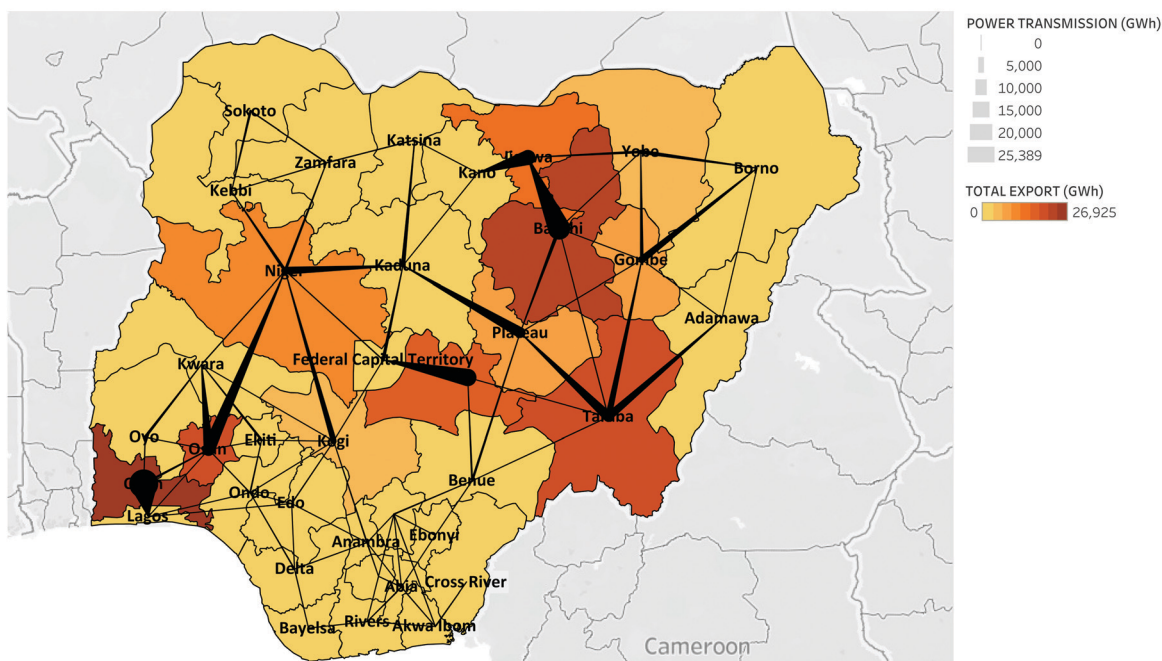 POWER TRANSMISSION (GWh)
0
5,000
10,000
15,000
20,000
25,389
TOTAL EXPORT (GWh)
0 26,925
Sokoto
Katsina
Zamfara
Kano
Jigawa
Yobe
Borno
Kebbi
Bauchi
Niger
Kaduna
Gombe
Adamawa
Plateau
Federal Capital Territory
Kwara
Taraba
Oyo
Osun
Ekiti
Kogi
Benue
Ondo
Edo
Lagos
Anambra
Ebonyi
Delta
Abia
Cross River
Bayelsa
Rivers
Akwa Ibom
Cameroon